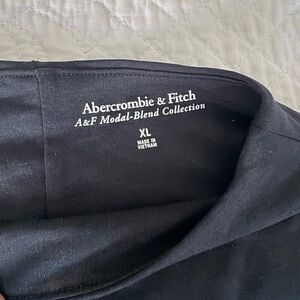 Abercrombie & Fitch
A&F Modal-Blend Collection
XL
MADE IN
VIETNAM